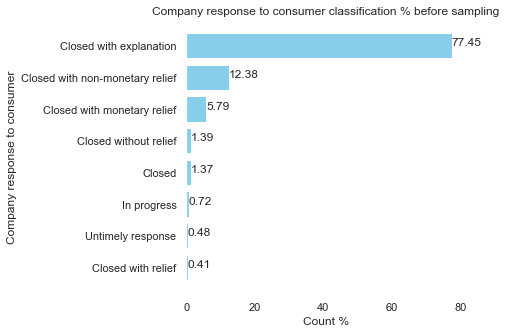 Company response to consumer classification % before sampling
Company response to consumer
Closed with explanation 77.45
Closed with non-monetary relief 12.38
Closed with monetary relief 5.79
Closed without relief 1.39
Closed 1.37
In progress 0.72
Untimely response 0.48
Closed with relief 0.41
0 20 40 60 80
Count %